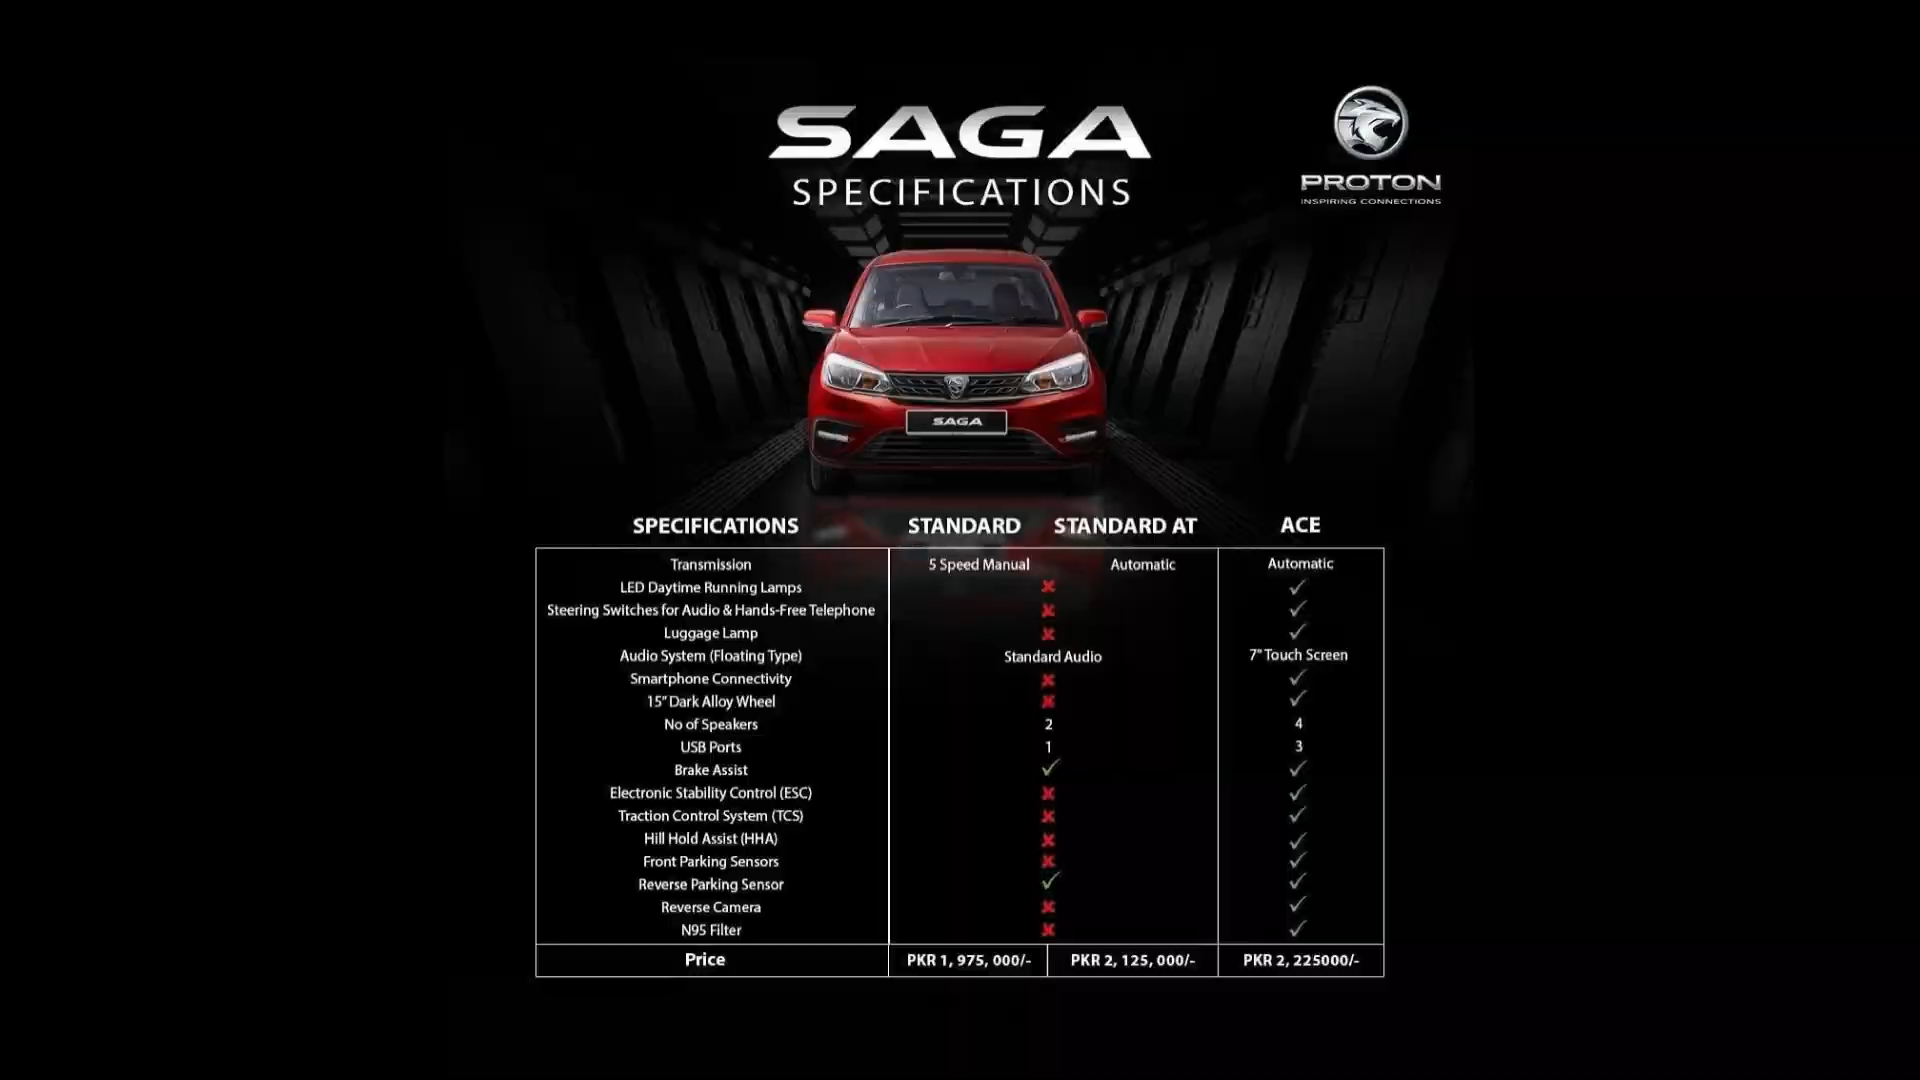 SAGA
SPECIFICATIONS
PROTON
INSPIRING CONNECTIONS
SAGA
SPECIFICATIONS STANDARD STANDARD AT ACE
Transmission 5 Speed Manual Automatic Automatic
LED Daytime Running Lamps ✘ ✓
Steering Switches for Audio & Hands-Free Telephone ✘ ✓
Luggage Lamp ✘ ✓
Audio System (Floating Type) Standard Audio 7" Touch Screen
Smartphone Connectivity ✘ ✓
15" Dark Alloy Wheel ✘ ✓
No of Speakers 2 4
USB Ports 1 3
Brake Assist ✓ ✓
Electronic Stability Control (ESC) ✘ ✓
Traction Control System (TCS) ✘ ✓
Hill Hold Assist (HHA) ✘ ✓
Front Parking Sensors ✘ ✓
Reverse Parking Sensor ✓ ✓
Reverse Camera ✘ ✓
N95 Filter ✘ ✓
Price PKR 1, 975, 000/- PKR 2, 125, 000/- PKR 2, 225000/-